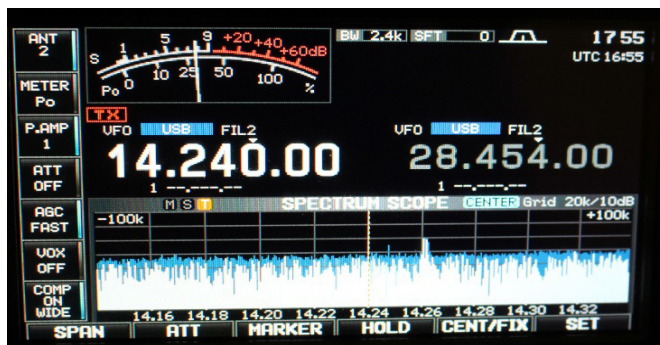 ANT 2
METER Po
P.AMP 1
ATT OFF
AGC FAST
VOX OFF
COMP ON WIDE
S 1 5 9 +20 +40 +60dB
Po 0 10 25 50 100 %
BW 2.4k SFT 0
17 55
UTC 16:55
TX
VFO USB FIL2
14.240.00
1 --.---.--
VFO USB FIL2
28.454.00
1 --.---.--
M S T SPECTRUM SCOPE CENTER Grid 20k/10dB
-100k +100k
14.16 14.18 14.20 14.22 14.24 14.26 14.28 14.30 14.32
SPAN ATT MARKER HOLD CENT/FIX SET